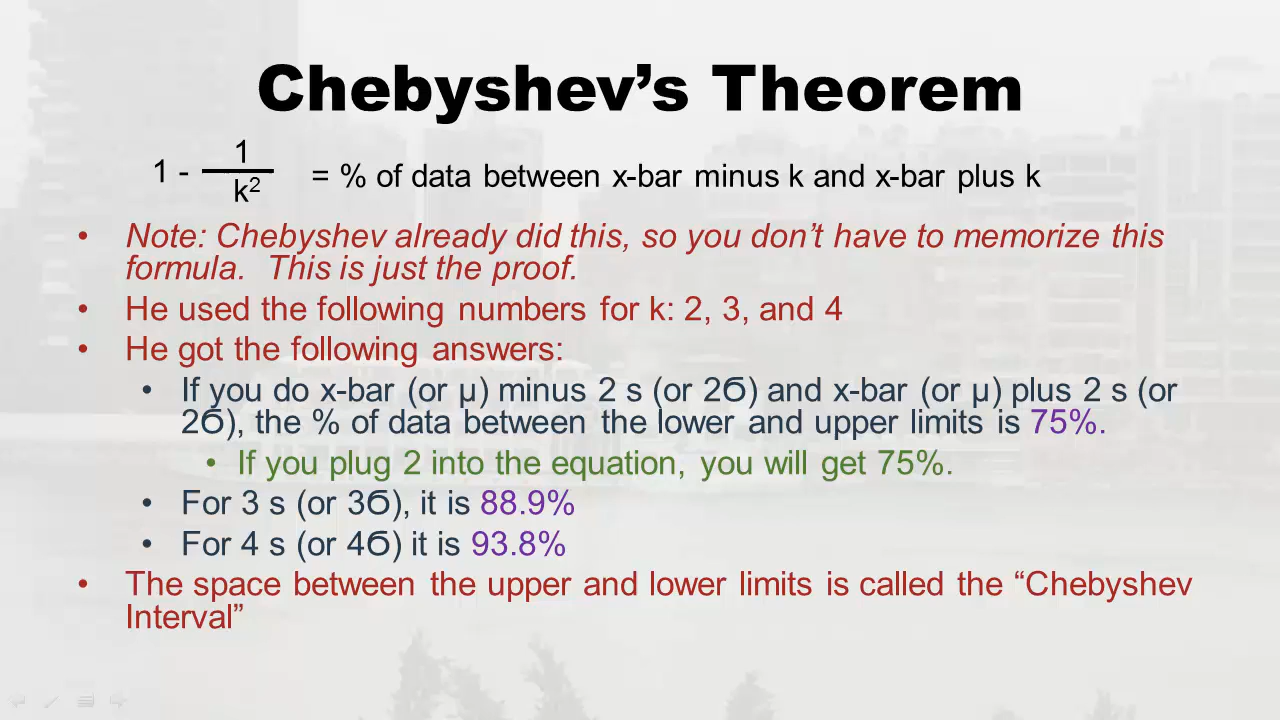 Chebyshev’s Theorem
1 - 1/k² = % of data between x-bar minus k and x-bar plus k
• Note: Chebyshev already did this, so you don’t have to memorize this
formula. This is just the proof.
• He used the following numbers for k: 2, 3, and 4
• He got the following answers:
• If you do x-bar (or µ) minus 2 s (or 2Ϭ) and x-bar (or µ) plus 2 s (or
2Ϭ), the % of data between the lower and upper limits is 75%.
• If you plug 2 into the equation, you will get 75%.
• For 3 s (or 3Ϭ), it is 88.9%
• For 4 s (or 4Ϭ) it is 93.8%
• The space between the upper and lower limits is called the “Chebyshev
Interval”